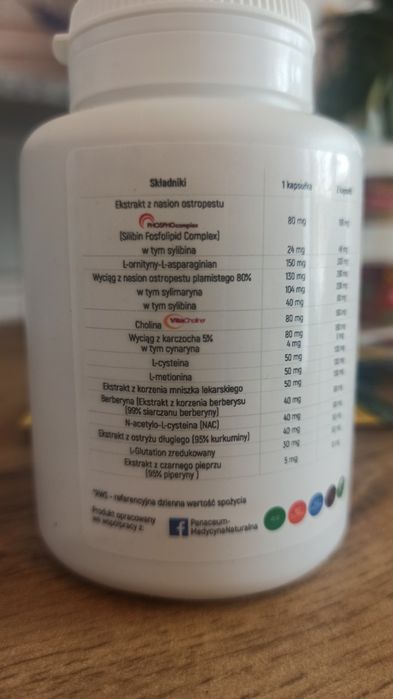 Składniki 1 kapsułka
Ekstrakt z nasion ostropestu
PHOSPHOcomplex 80 mg
(Silibin Fosfolipid Complex)
w tym sylibina 24 mg
L-ornityny-L-asparaginian 150 mg
Wyciąg z nasion ostropestu plamistego 80% 130 mg
w tym sylimaryna 104 mg
w tym sylibina 40 mg
Cholina VitaCholine 80 mg
Wyciąg z karczocha 5% 80 mg
w tym cynaryna 4 mg
L-cysteina 50 mg
L-metionina 50 mg
Ekstrakt z korzenia mniszka lekarskiego 50 mg
Berberyna (Ekstrakt z korzenia berberysu 40 mg
(99% siarczanu berberyny)
N-acetylo-L-cysteina (NAC) 40 mg
Ekstrakt z ostryżu długiego (95% kurkuminy) 40 mg
L-Glutation zredukowany 30 mg
Ekstrakt z czarnego pieprzu 5 mg
(95% piperyny)
*RWS - referencyjna dzienna wartość spożycia
Produkt opracowany
we współpracy z:
Panaceum-
MedycynaNaturalna